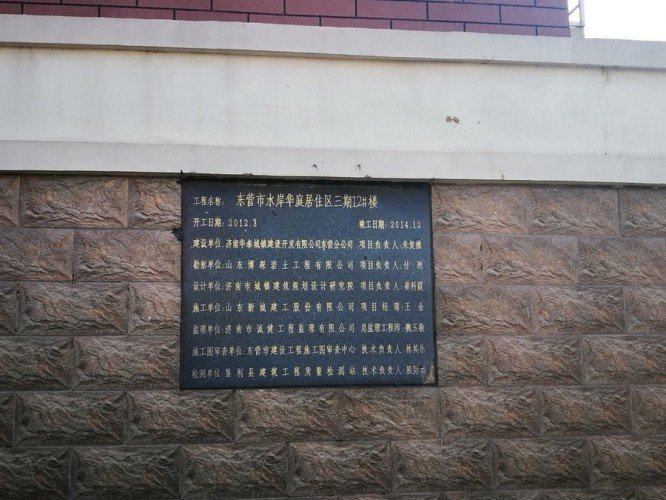 工程名称: 东营市水岸华庭居住区三期12#楼
开工日期:2012.3 竣工日期:2014.12
建设单位:济南华泰城镇建设开发有限公司东营分公司 项目负责人:朱
勘察单位:山东博源岩土工程有限公司 项目负责人:
设计单位:济南市城镇建筑规划设计研究院 项目负责人:科霞
施工单位:山东新城建工股份有限公司 项目经理:王
监理单位:济南市诚健工程监理有限公司 总监理工程师:魏玉
施工图审查单位:东营市建设工程施工图审查中心 技术负责人:林
检测单位:垦利县建筑工程质量检测站 技术负责人: